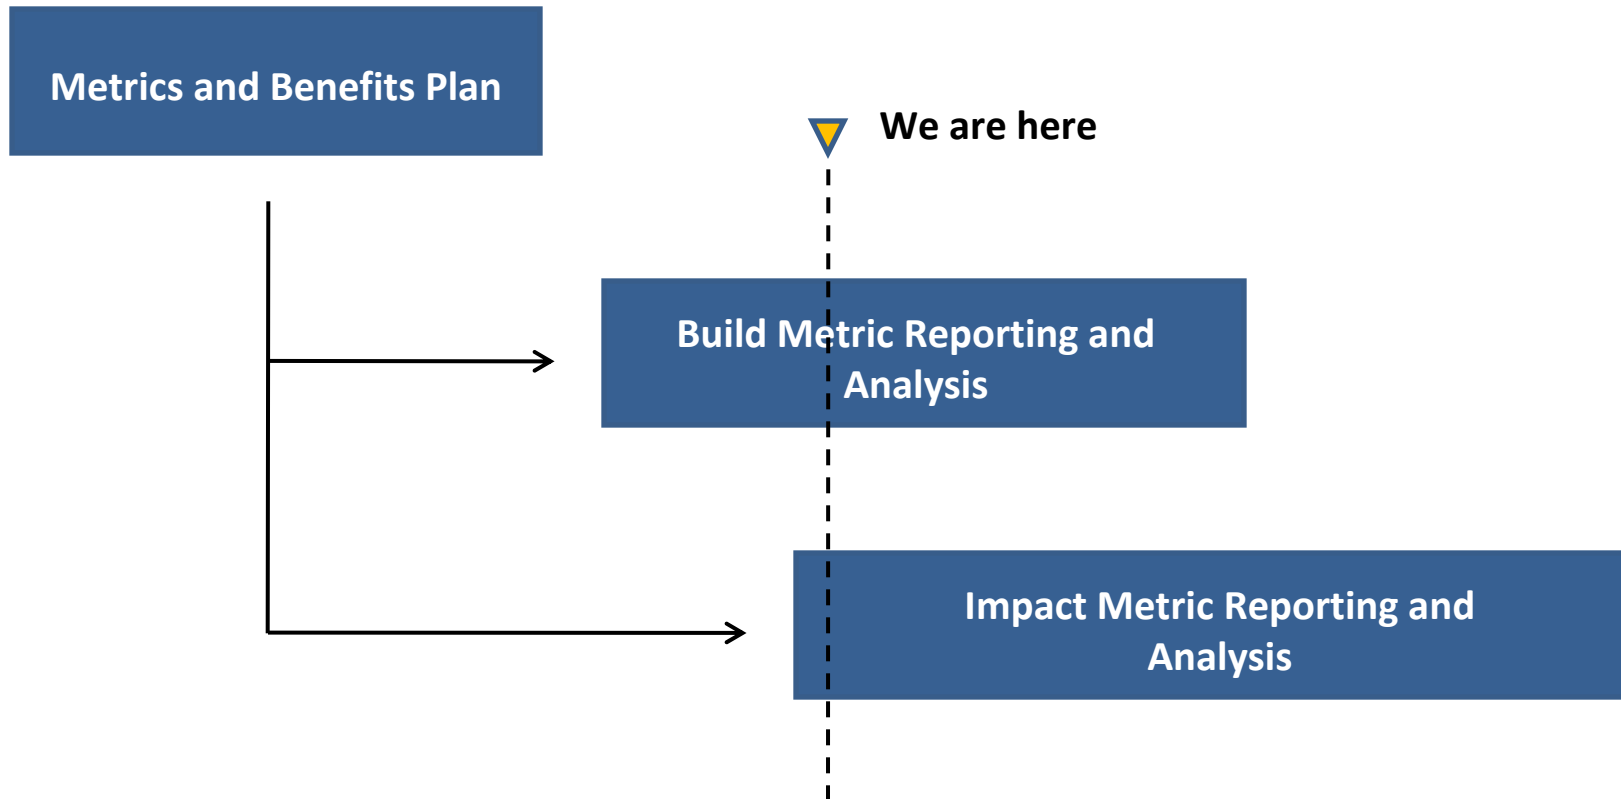 Metrics and Benefits Plan
We are here
Build Metric Reporting and
Analysis
Impact Metric Reporting and
Analysis